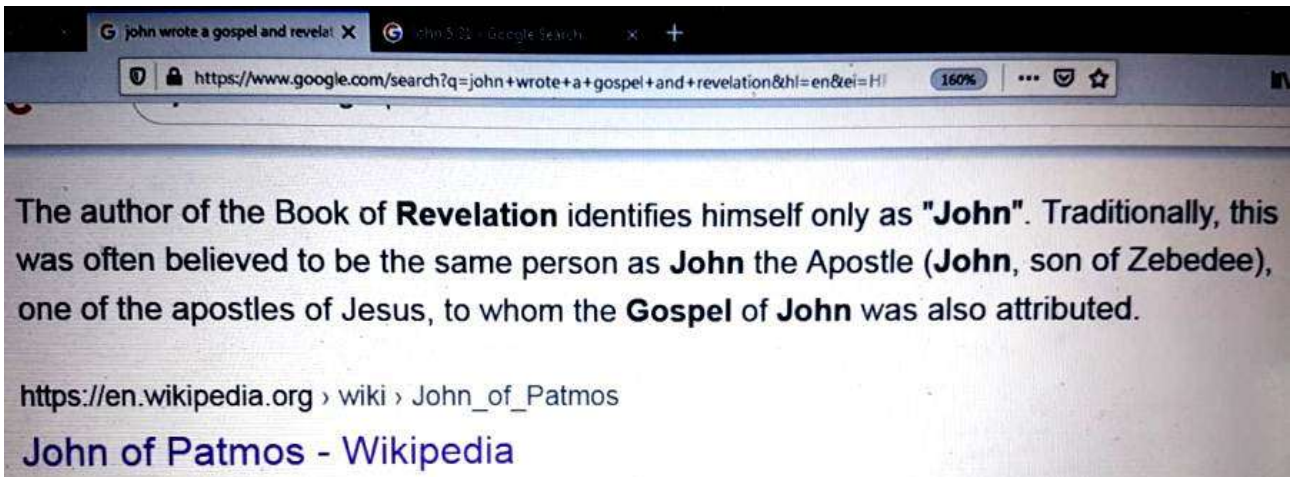 john wrote a gospel and revelat
Google Search
https://www.google.com/search?q=john+wrote+a+gospel+and+revelation&hl=en&ei=H
160%
The author of the Book of Revelation identifies himself only as "John". Traditionally, this
was often believed to be the same person as John the Apostle (John, son of Zebedee),
one of the apostles of Jesus, to whom the Gospel of John was also attributed.
https://en.wikipedia.org › wiki › John_of_Patmos
John of Patmos - Wikipedia